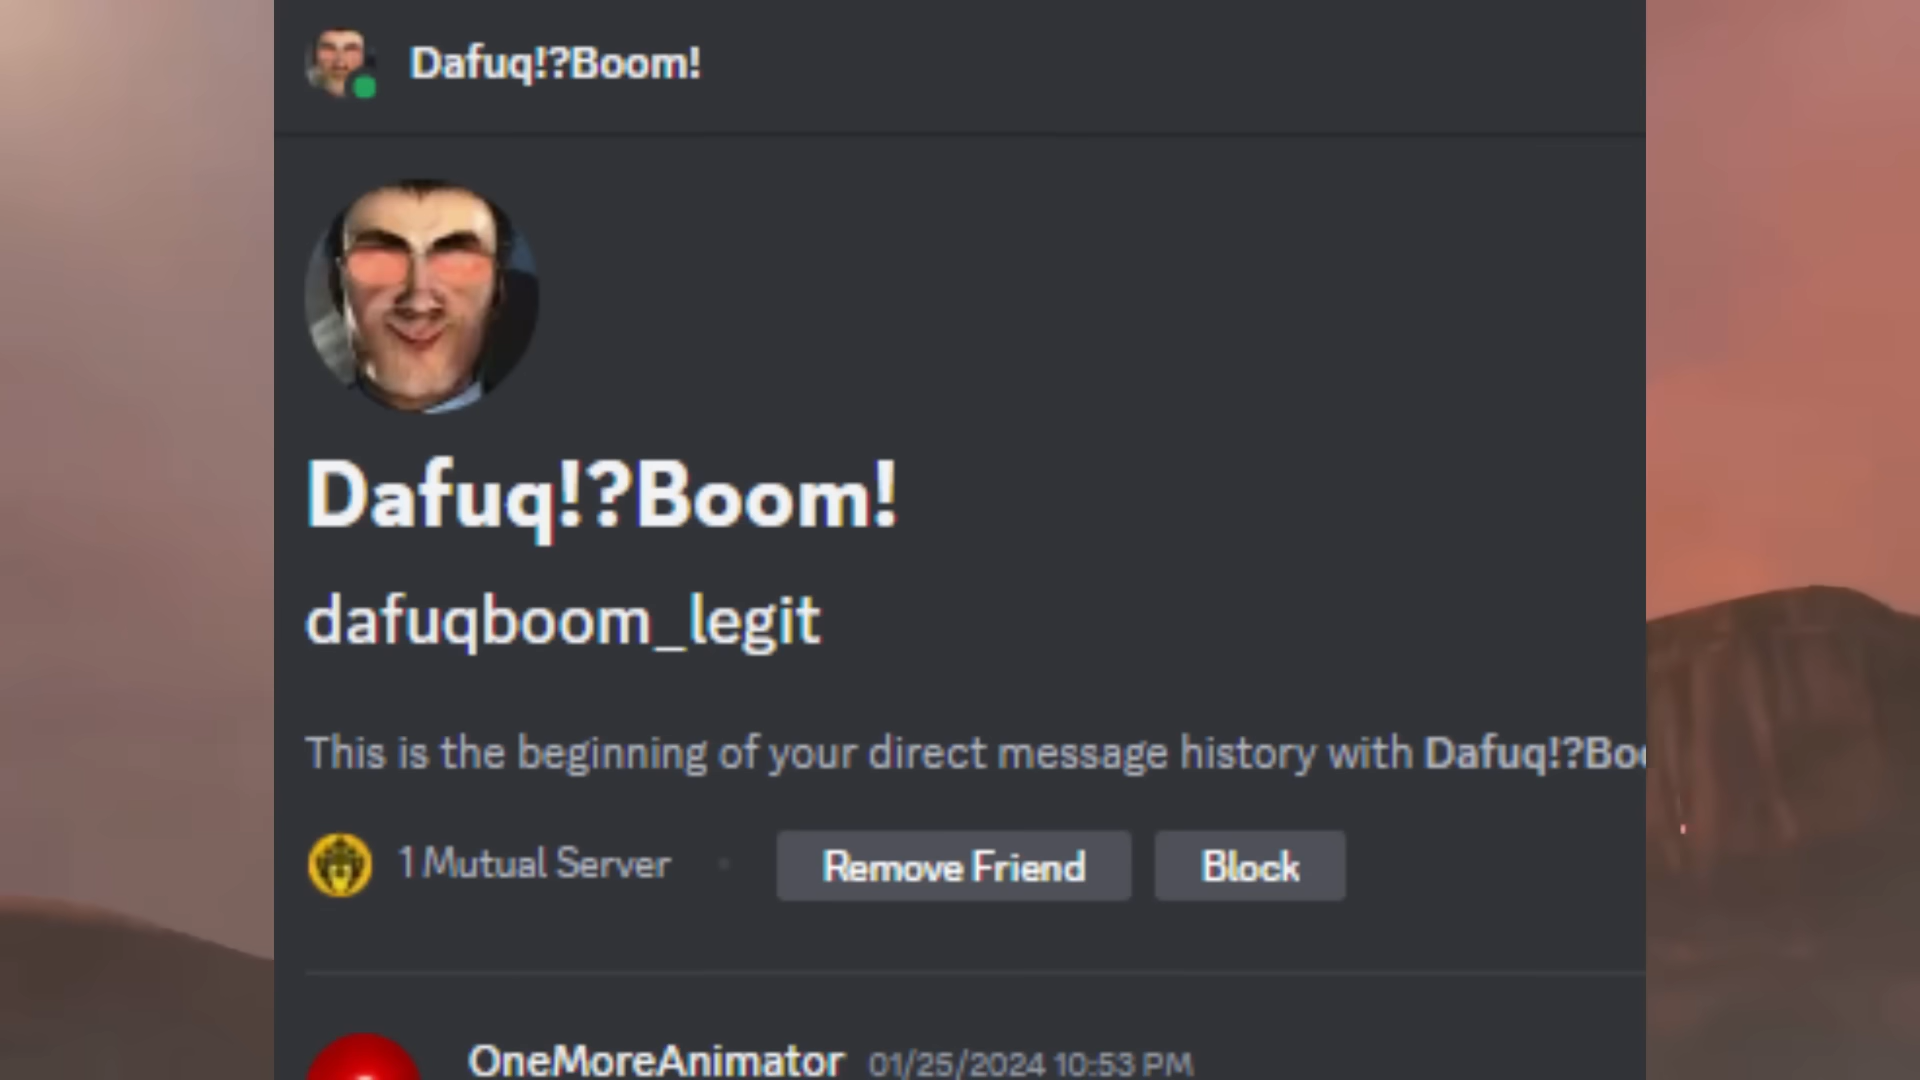 Dafuq!?Boom!
Dafuq!?Boom!
dafuqboom_legit
This is the beginning of your direct message history with Dafuq!?Boo
1 Mutual Server
Remove Friend
Block
OneMoreAnimator 01/25/2024 10:53 PM